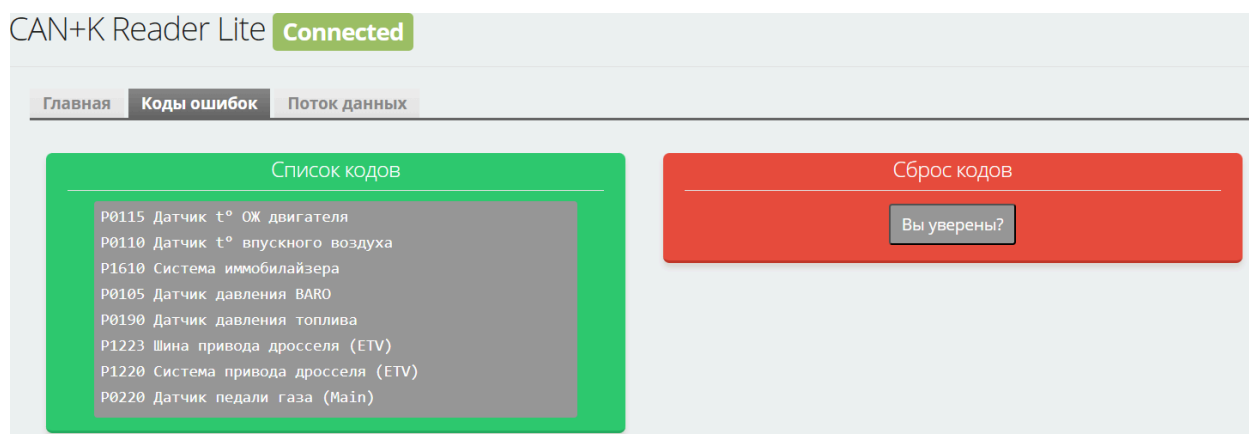 CAN+K Reader Lite Connected
Главная Коды ошибок Поток данных
Список кодов
P0115 Датчик t° ОЖ двигателя
P0110 Датчик t° впускного воздуха
P1610 Система иммобилайзера
P0105 Датчик давления BARO
P0190 Датчик давления топлива
P1223 Шина привода дросселя (ETV)
P1220 Система привода дросселя (ETV)
P0220 Датчик педали газа (Main)
Сброс кодов
Вы уверены?